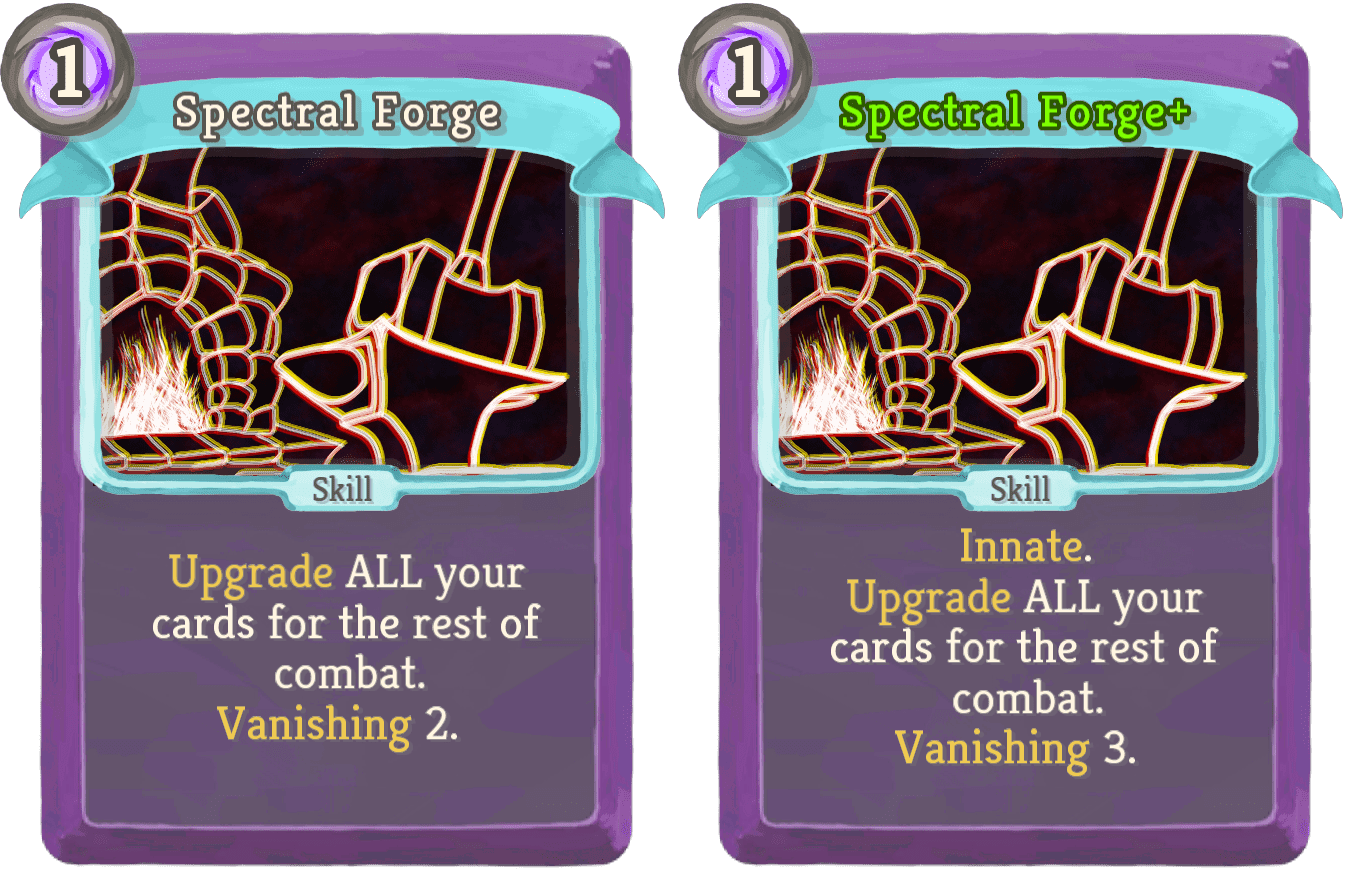 1
Spectral Forge
Skill
Upgrade ALL your
cards for the rest of
combat.
Vanishing 2.
1
Spectral Forge+
Skill
Innate.
Upgrade ALL your
cards for the rest of
combat.
Vanishing 3.